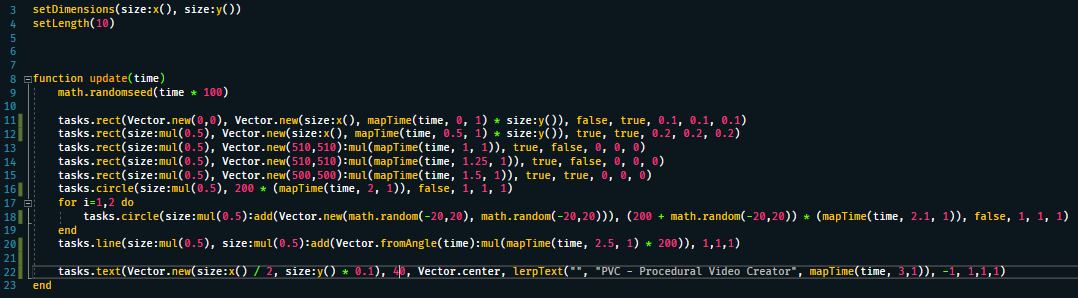 3 setDimensions(size:x(), size:y())
4 setLength(10)
5
6
7
8 function update(time)
9 math.randomseed(time * 100)
10
11 tasks.rect(Vector.new(0,0), Vector.new(size:x(), mapTime(time, 0, 1) * size:y()), false, true, 0.1, 0.1, 0.1)
12 tasks.rect(size:mul(0.5), Vector.new(size:x(), mapTime(time, 0.5, 1) * size:y()), true, true, 0.2, 0.2, 0.2)
13 tasks.rect(size:mul(0.5), Vector.new(510,510):mul(mapTime(time, 1, 1)), true, false, 0, 0, 0)
14 tasks.rect(size:mul(0.5), Vector.new(510,510):mul(mapTime(time, 1.25, 1)), true, false, 0, 0, 0)
15 tasks.rect(size:mul(0.5), Vector.new(500,500):mul(mapTime(time, 1.5, 1)), true, true, 0, 0, 0)
16 tasks.circle(size:mul(0.5), 200 * (mapTime(time, 2, 1)), false, 1, 1, 1)
17 for i=1,2 do
18 tasks.circle(size:mul(0.5):add(Vector.new(math.random(-20,20), math.random(-20,20))), (200 + math.random(-20,20)) * (mapTime(time, 2.1, 1)), false, 1, 1, 1)
19 end
20 tasks.line(size:mul(0.5), size:mul(0.5):add(Vector.fromAngle(time):mul(mapTime(time, 2.5, 1) * 200)), 1,1,1)
21
22 tasks.text(Vector.new(size:x() / 2, size:y() * 0.1), 40, Vector.center, lerpText("", "PVC - Procedural Video Creator", mapTime(time, 3,1)), -1, 1,1,1)
23 end